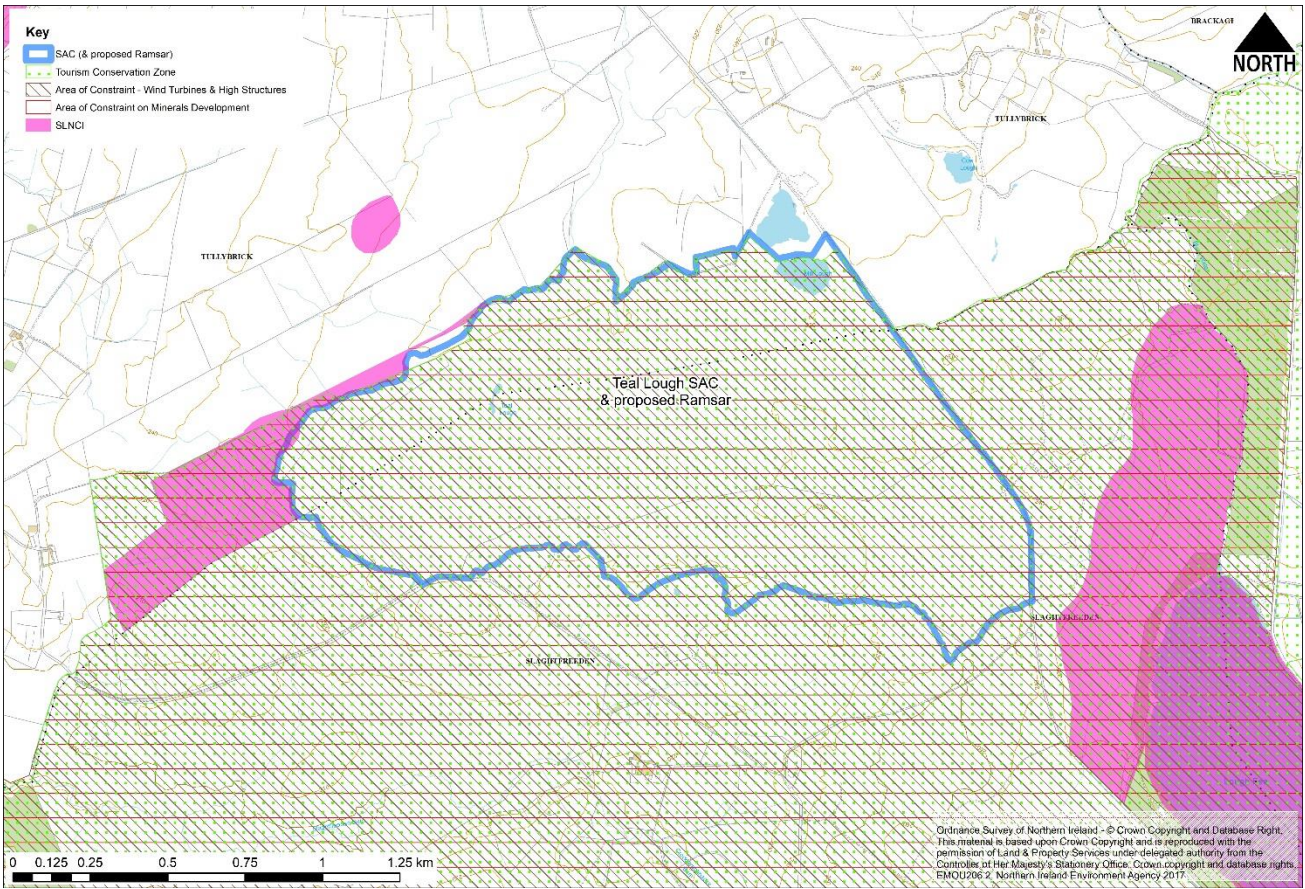 Key
SAC (& proposed Ramsar)
Tourism Conservation Zone
Area of Constraint - Wind Turbines & High Structures
Area of Constraint on Minerals Development
SLNCI
NORTH
TULLYBRICK
TULLYBRICK
Teal Lough SAC
& proposed Ramsar
SLAGHTFREEDEN
SLAGHTFREEDEN
0 0.125 0.25 0.5 0.75 1 1.25 km
Ordnance Survey of Northern Ireland - © Crown Copyright and Database Right.
This material is based upon Crown Copyright and is reproduced with the
permission of Land & Property Services under delegated authority from the
Controller of Her Majesty's Stationery Office, Crown copyright and database rights,
EMOU206.2. Northern Ireland Environment Agency 2017